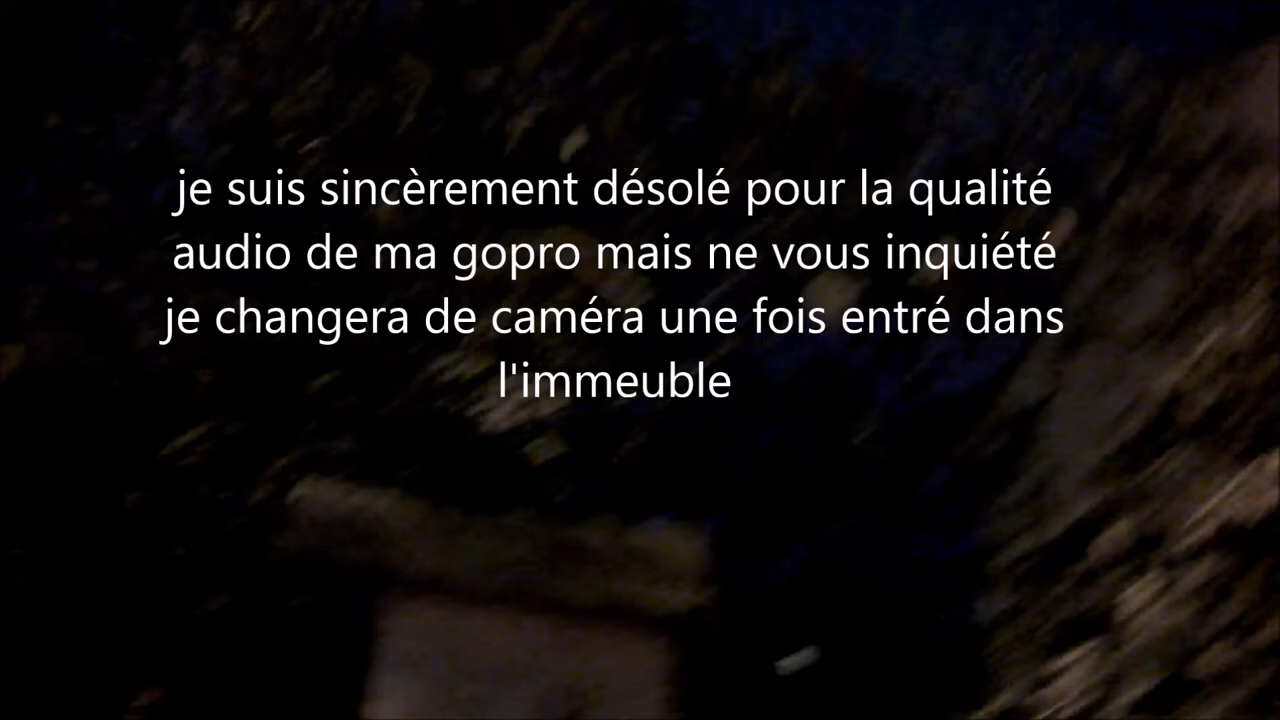 je suis sincèrement désolé pour la qualité
audio de ma gopro mais ne vous inquiété
je changera de caméra une fois entré dans
l'immeuble